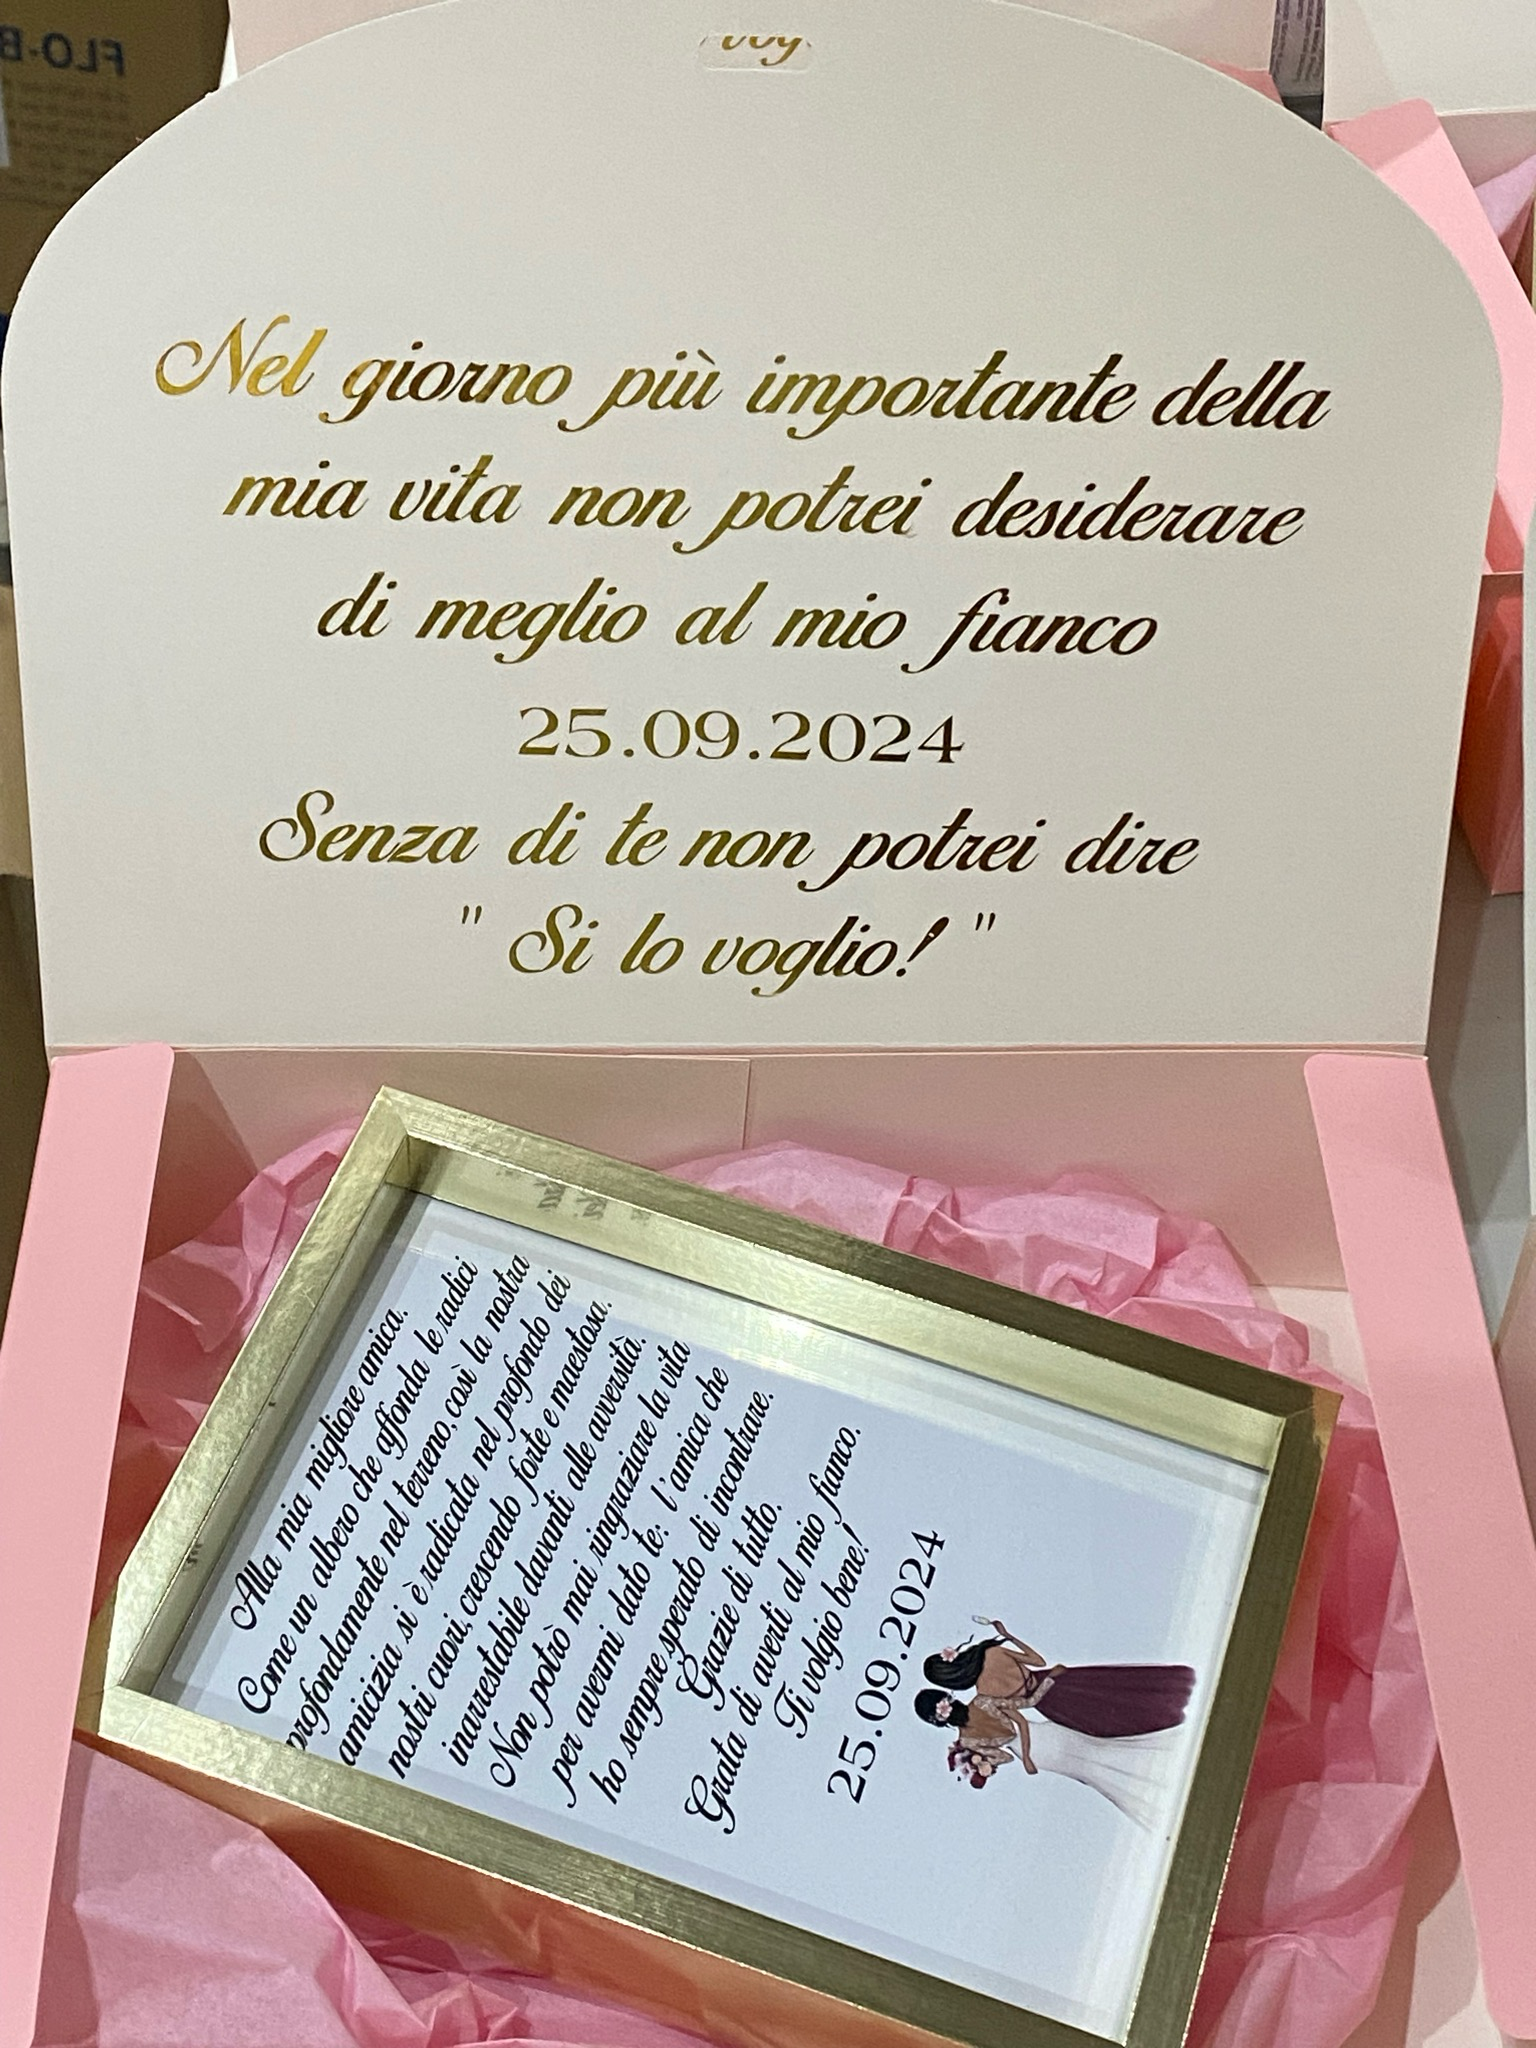 vog
Nel giorno più importante della
mia vita non potrei desiderare
di meglio al mio fianco
25.09.2024
Senza di te non potrei dire
" Si lo voglio! "
Alla mia migliore amica.
Come un albero che affonda le radici
profondamente nel terreno, così la nostra
amicizia si è radicata nel profondo dei
nostri cuori, crescendo forte e maestosa.
inarrestabile davanti alle avversità.
Non potrò mai ringraziare la vita
per avermi dato te: l'amica che
ho sempre sperato di incontrare.
Grazie di tutto.
Grata di averti al mio fianco.
Ti volgio bene!
25.09.2024